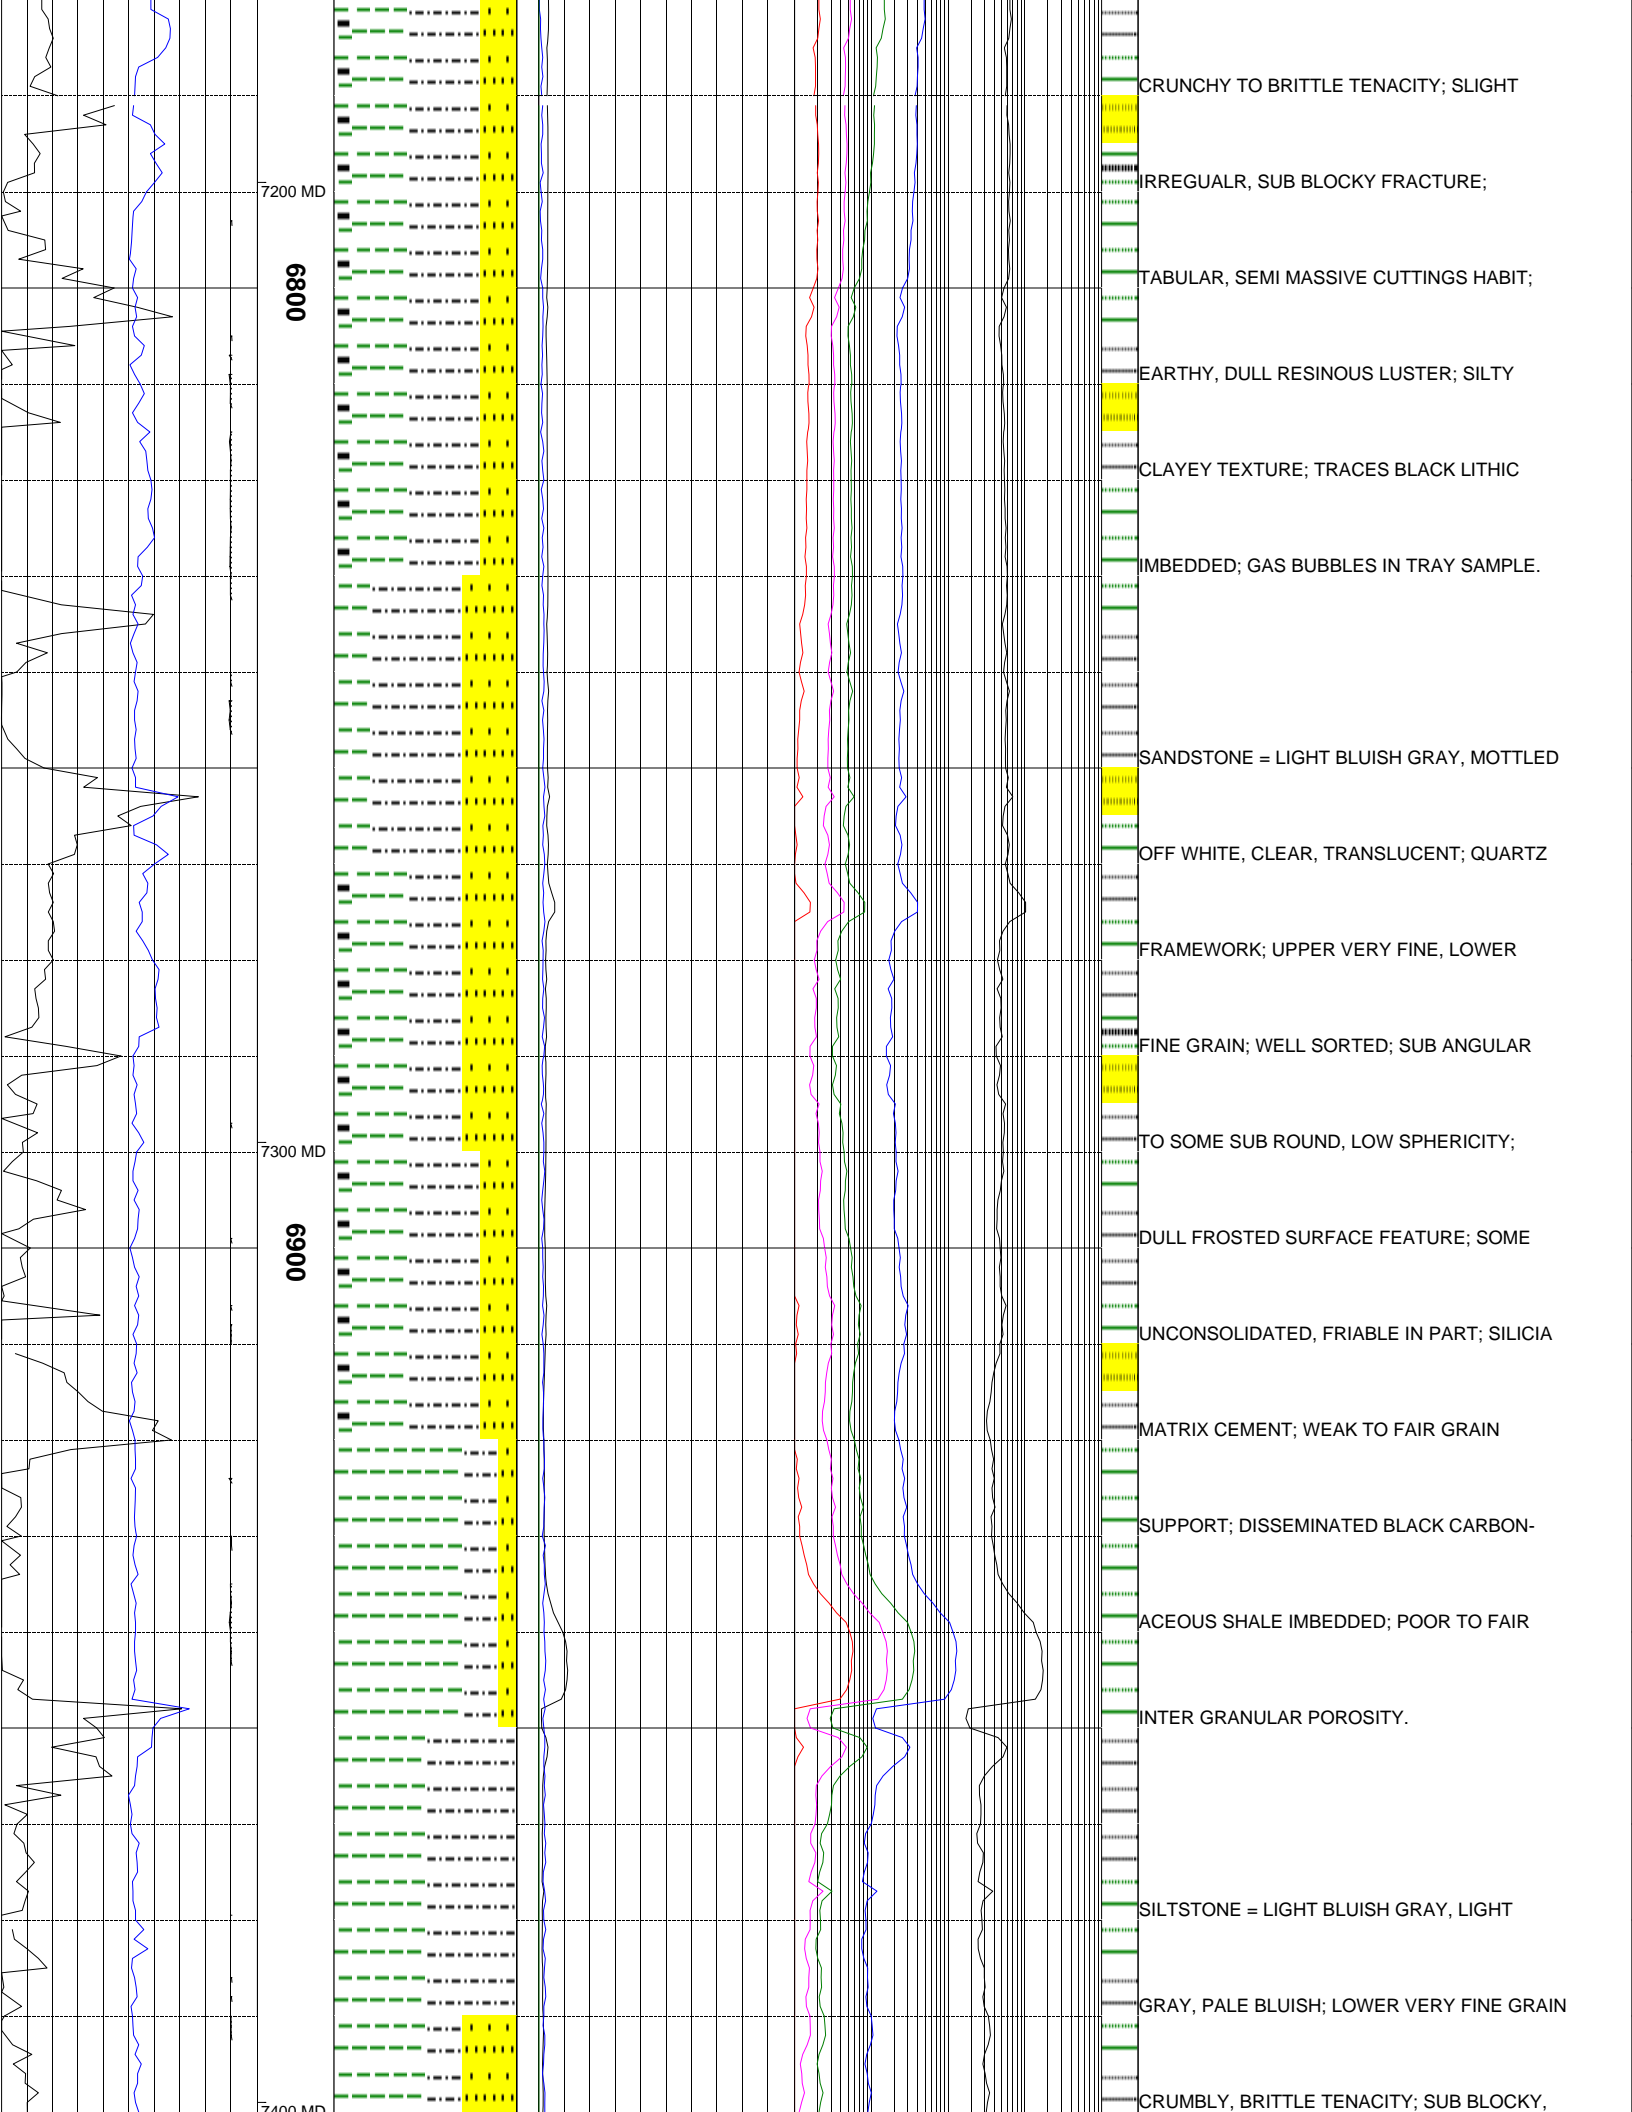 CRUNCHY TO BRITTLE TENACITY; SLIGHT
7200 MD
IRREGUALR, SUB BLOCKY FRACTURE;
6800
TABULAR, SEMI MASSIVE CUTTINGS HABIT;
EARTHY, DULL RESINOUS LUSTER; SILTY
CLAYEY TEXTURE; TRACES BLACK LITHIC
IMBEDDED; GAS BUBBLES IN TRAY SAMPLE.
SANDSTONE = LIGHT BLUISH GRAY, MOTTLED
OFF WHITE, CLEAR, TRANSLUCENT; QUARTZ
FRAMEWORK; UPPER VERY FINE, LOWER
FINE GRAIN; WELL SORTED; SUB ANGULAR
7300 MD
TO SOME SUB ROUND, LOW SPHERICITY;
6900
DULL FROSTED SURFACE FEATURE; SOME
UNCONSOLIDATED, FRIABLE IN PART; SILICIA
MATRIX CEMENT; WEAK TO FAIR GRAIN
SUPPORT; DISSEMINATED BLACK CARBON-
ACEOUS SHALE IMBEDDED; POOR TO FAIR
INTER GRANULAR POROSITY.
SILTSTONE = LIGHT BLUISH GRAY, LIGHT
GRAY, PALE BLUISH; LOWER VERY FINE GRAIN
CRUMBLY, BRITTLE TENACITY; SUB BLOCKY,
7400 MD